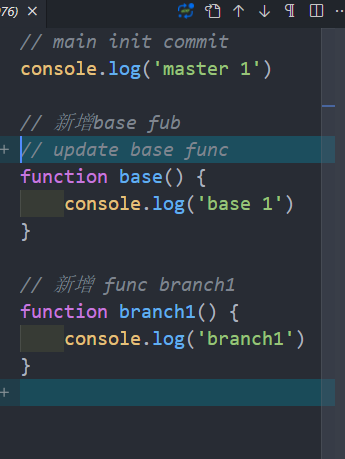 976)
// main init commit
console.log('master 1')
// 新增base fub
// update base func
function base() {
console.log('base 1')
}
// 新增 func branch1
function branch1() {
console.log('branch1')
}